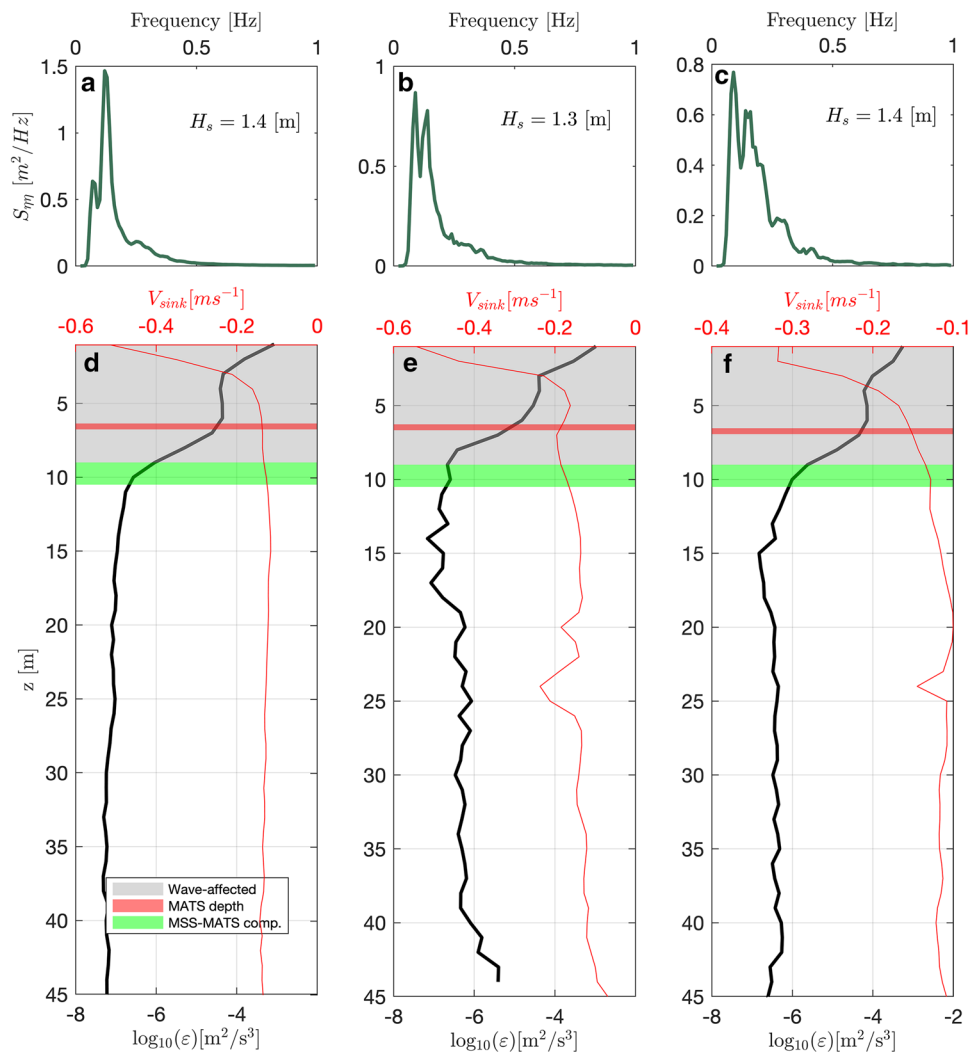 Frequency [Hz] Frequency [Hz] Frequency [Hz]
0 0.5 1 0 0.5 1 0 0.5 1
a b c
1.5 1 0.8
H_s = 1.4 [m] H_s = 1.3 [m] H_s = 1.4 [m]
0.6
1 0.5 0.4
0.5 0.2
0 0 0
S_ηη [m²/Hz]
V_sink[ms⁻¹] V_sink[ms⁻¹] V_sink[ms⁻¹]
-0.6 -0.4 -0.2 0 -0.6 -0.4 -0.2 0 -0.4 -0.3 -0.2 -0.1
d e f
5 5 5
10 10 10
15 15 15
20 20 20
z [m]
25 25 25
30 30 30
35 35 35
Wave-affected
MATS depth
MSS-MATS comp.
40 40 40
45 45 45
-8 -6 -4 -2 -8 -6 -4 -2 -8 -6 -4 -2
log₁₀(ε)[m²/s³] log₁₀(ε)[m²/s³] log₁₀(ε)[m²/s³]